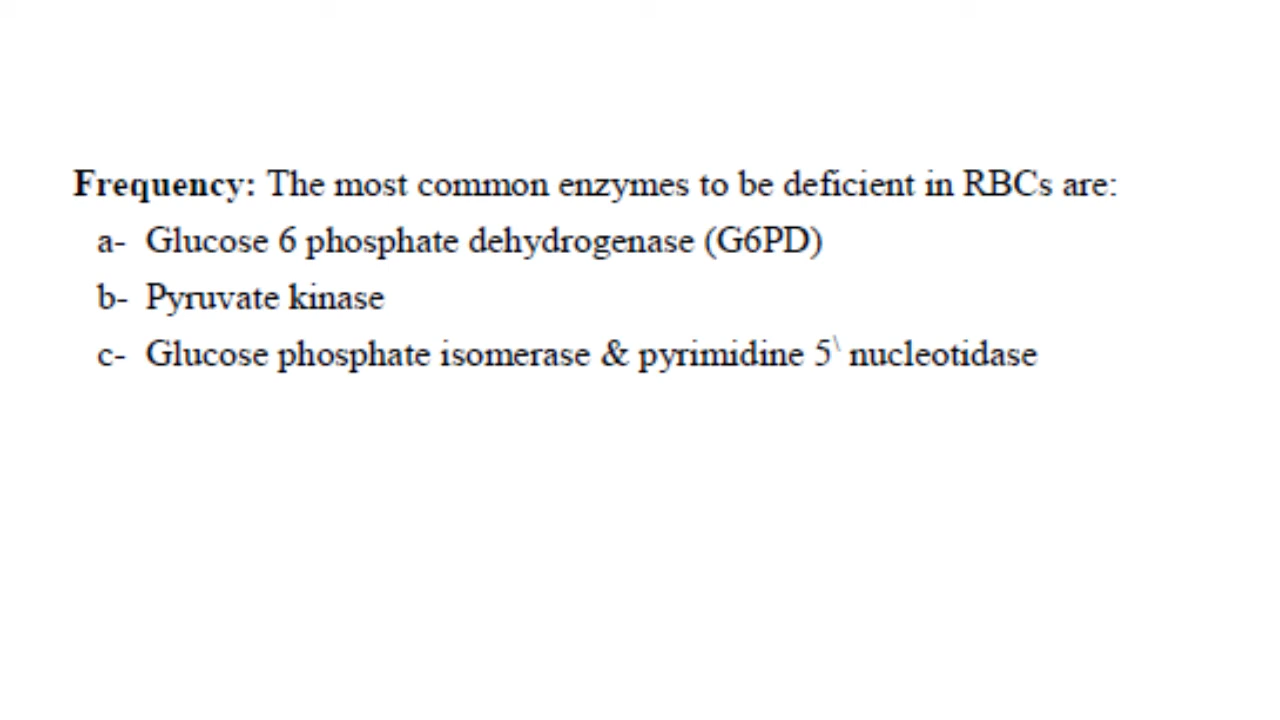 Frequency: The most common enzymes to be deficient in RBCs are:
a- Glucose 6 phosphate dehydrogenase (G6PD)
b- Pyruvate kinase
c- Glucose phosphate isomerase & pyrimidine 5\ nucleotidase